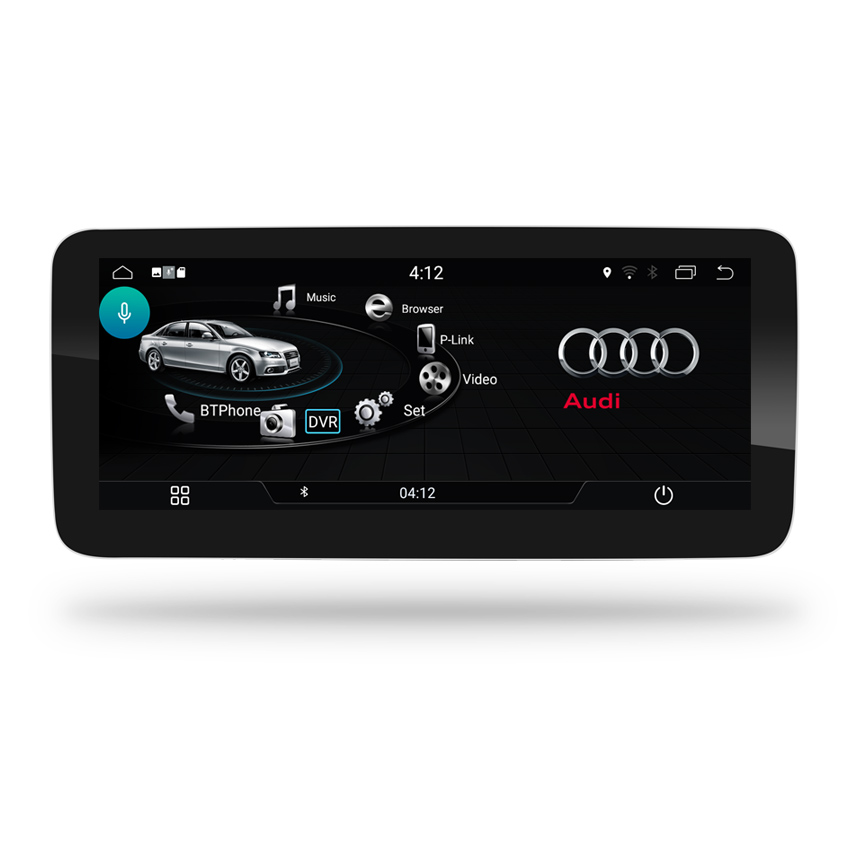 4:12
Music
Browser
P-Link
Video
BTPhone
DVR
Set
Audi
04:12